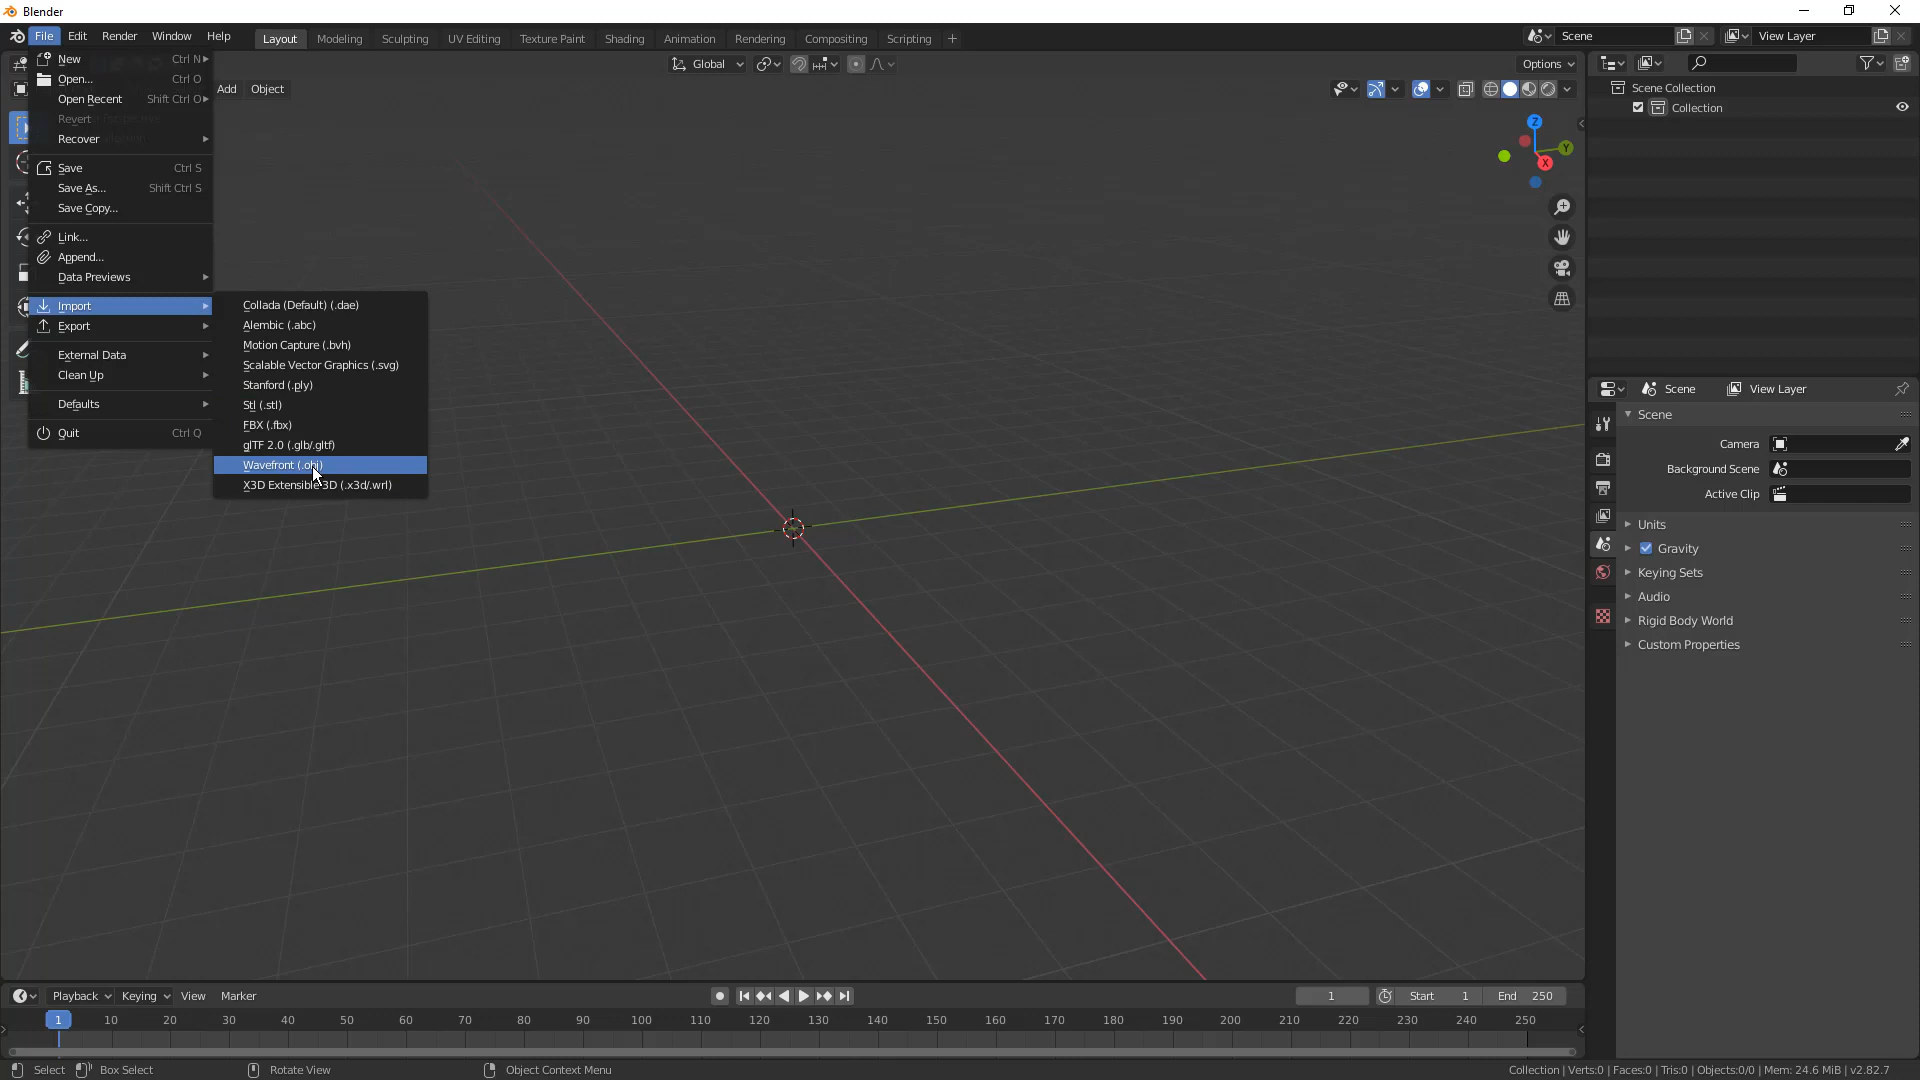 Blender
File Edit Render Window Help Layout Modeling Sculpting UV Editing Texture Paint Shading Animation Rendering Compositing Scripting + Scene View Layer
Global Options
Add Object
New Ctrl N
Open... Ctrl O
Open Recent Shift Ctrl O
Revert
Recover
Save Ctrl S
Save As... Shift Ctrl S
Save Copy...
Link...
Append...
Data Previews
Import
Export
External Data
Clean Up
Defaults
Quit Ctrl Q
Collada (Default) (.dae)
Alembic (.abc)
Motion Capture (.bvh)
Scalable Vector Graphics (.svg)
Stanford (.ply)
Stl (.stl)
FBX (.fbx)
glTF 2.0 (.glb/.gltf)
Wavefront (.obj)
X3D Extensible 3D (.x3d/.wrl)
Z
Y
X
Scene Collection
Collection
Scene View Layer
Scene
Camera
Background Scene
Active Clip
Units
Gravity
Keying Sets
Audio
Rigid Body World
Custom Properties
Playback Keying View Marker 1 Start 1 End 250
1 10 20 30 40 50 60 70 80 90 100 110 120 130 140 150 160 170 180 190 200 210 220 230 240 250
Select Box Select Rotate View Object Context Menu Collection | Verts:0 | Faces:0 | Tris:0 | Objects:0/0 | Mem: 24.6 MiB | v2.82.7